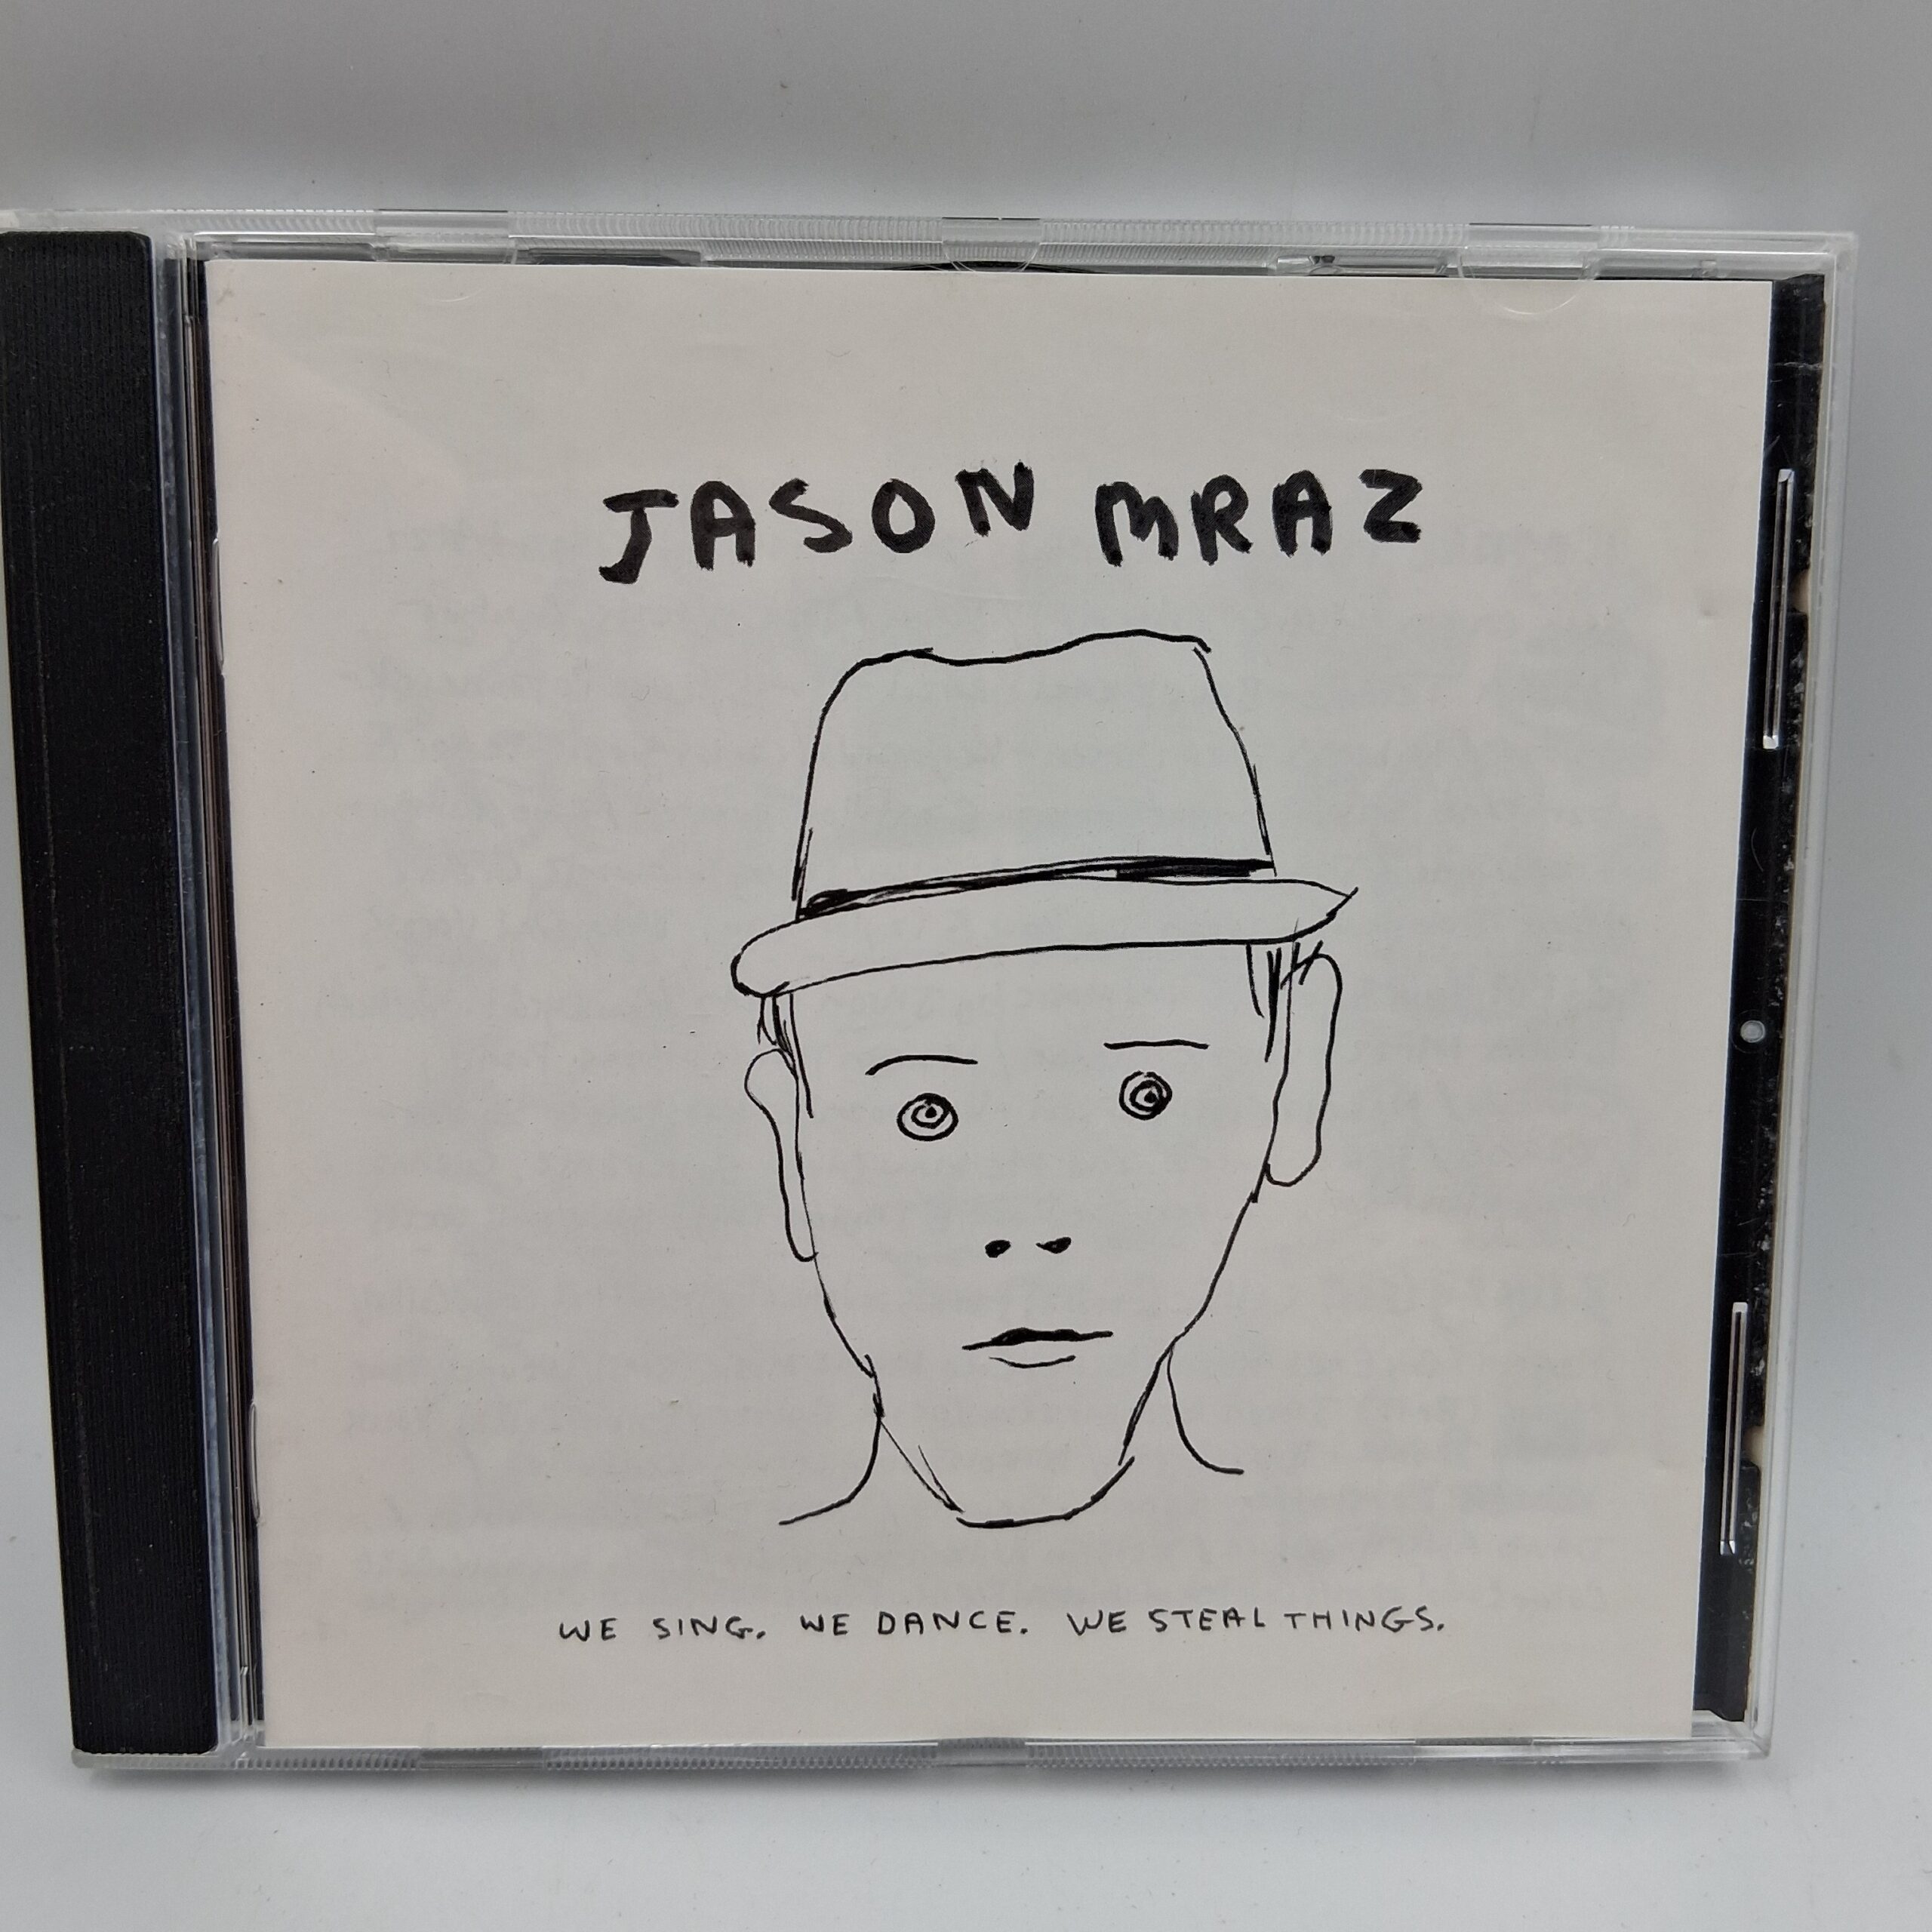 JASON MRAZ
WE SING. WE DANCE. WE STEAL THINGS.